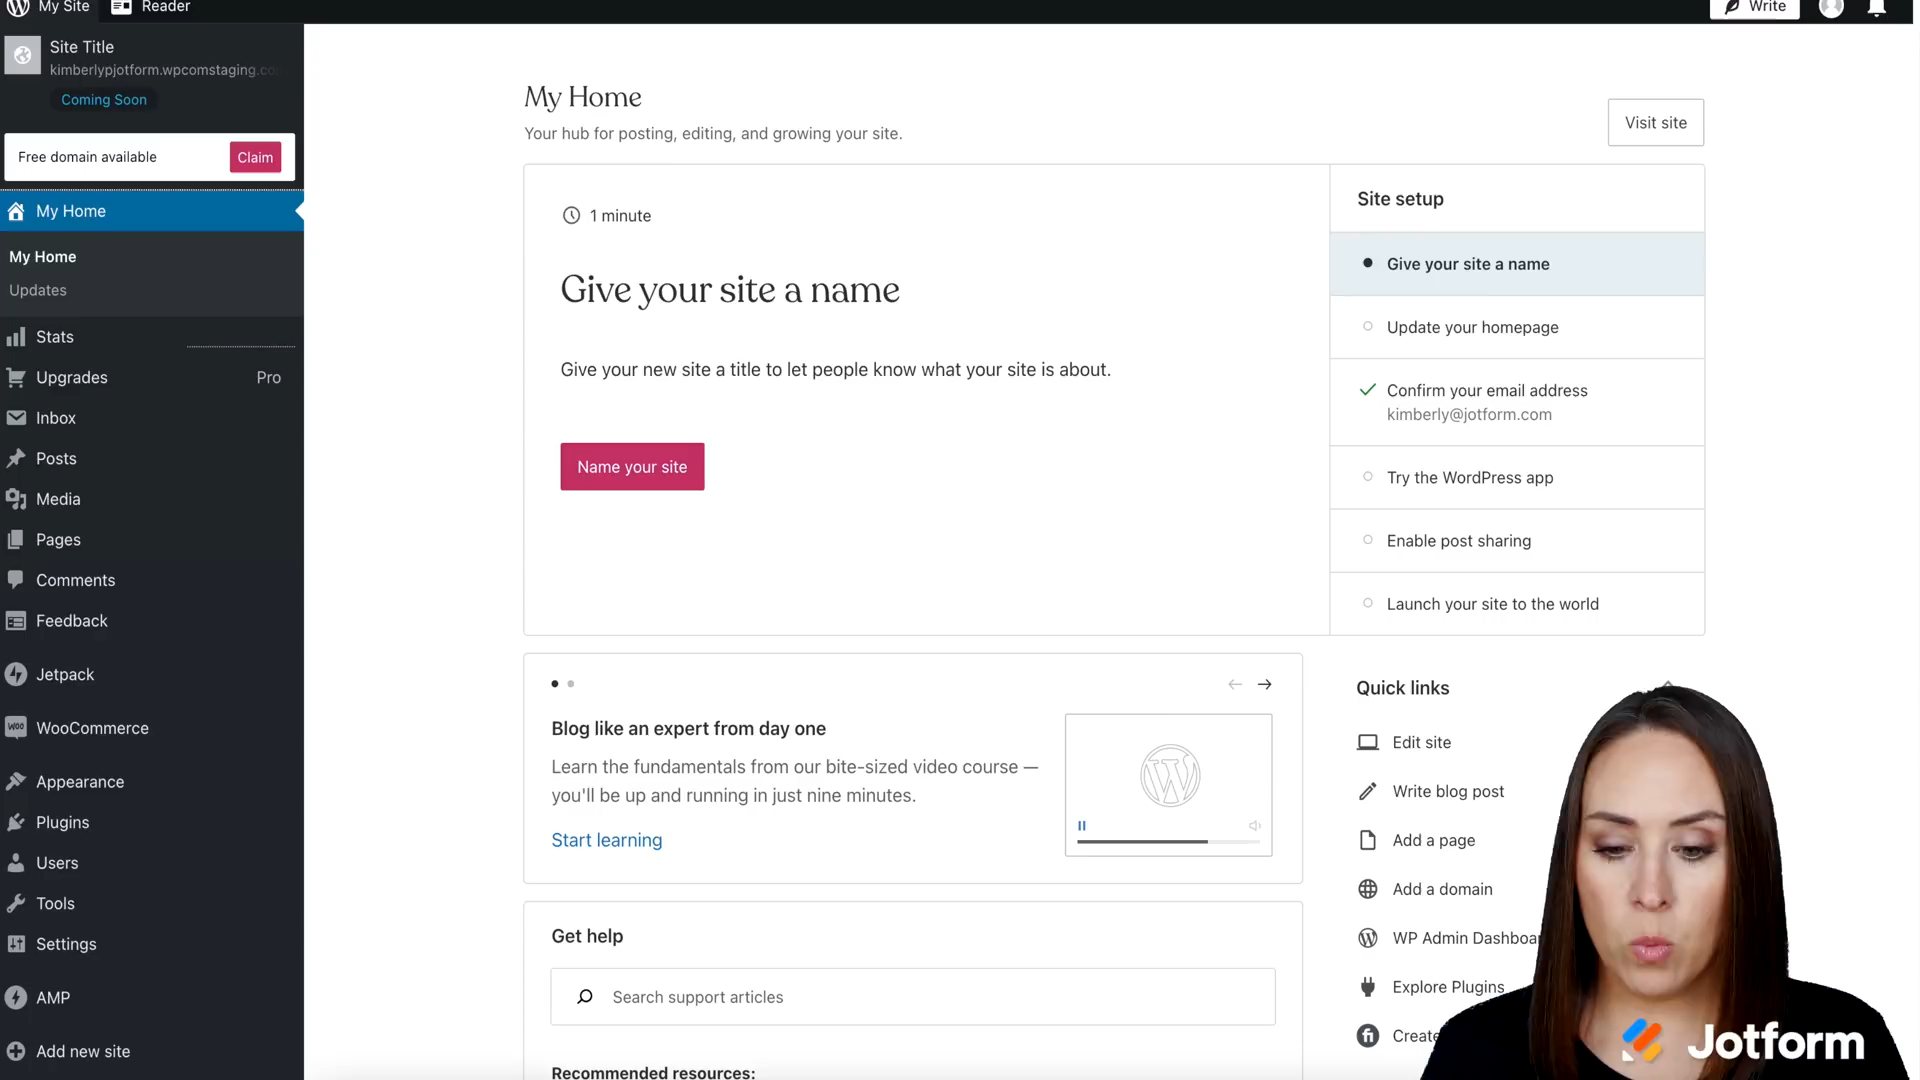 My Site
Reader
Write
Site Title
kimberlypjotform.wpcomstaging.co
Coming Soon
Free domain available
Claim
My Home
My Home
Updates
Stats
Upgrades
Pro
Inbox
Posts
Media
Pages
Comments
Feedback
Jetpack
WooCommerce
Appearance
Plugins
Users
Tools
Settings
AMP
Add new site
My Home
Your hub for posting, editing, and growing your site.
Visit site
1 minute
Give your site a name
Give your new site a title to let people know what your site is about.
Name your site
Site setup
Give your site a name
Update your homepage
Confirm your email address
kimberly@jotform.com
Try the WordPress app
Enable post sharing
Launch your site to the world
Blog like an expert from day one
Learn the fundamentals from our bite-sized video course —
you'll be up and running in just nine minutes.
Start learning
Get help
Search support articles
Recommended resources:
Quick links
Edit site
Write blog post
Add a page
Add a domain
WP Admin Dashboa
Explore Plugins
Create
Jotform